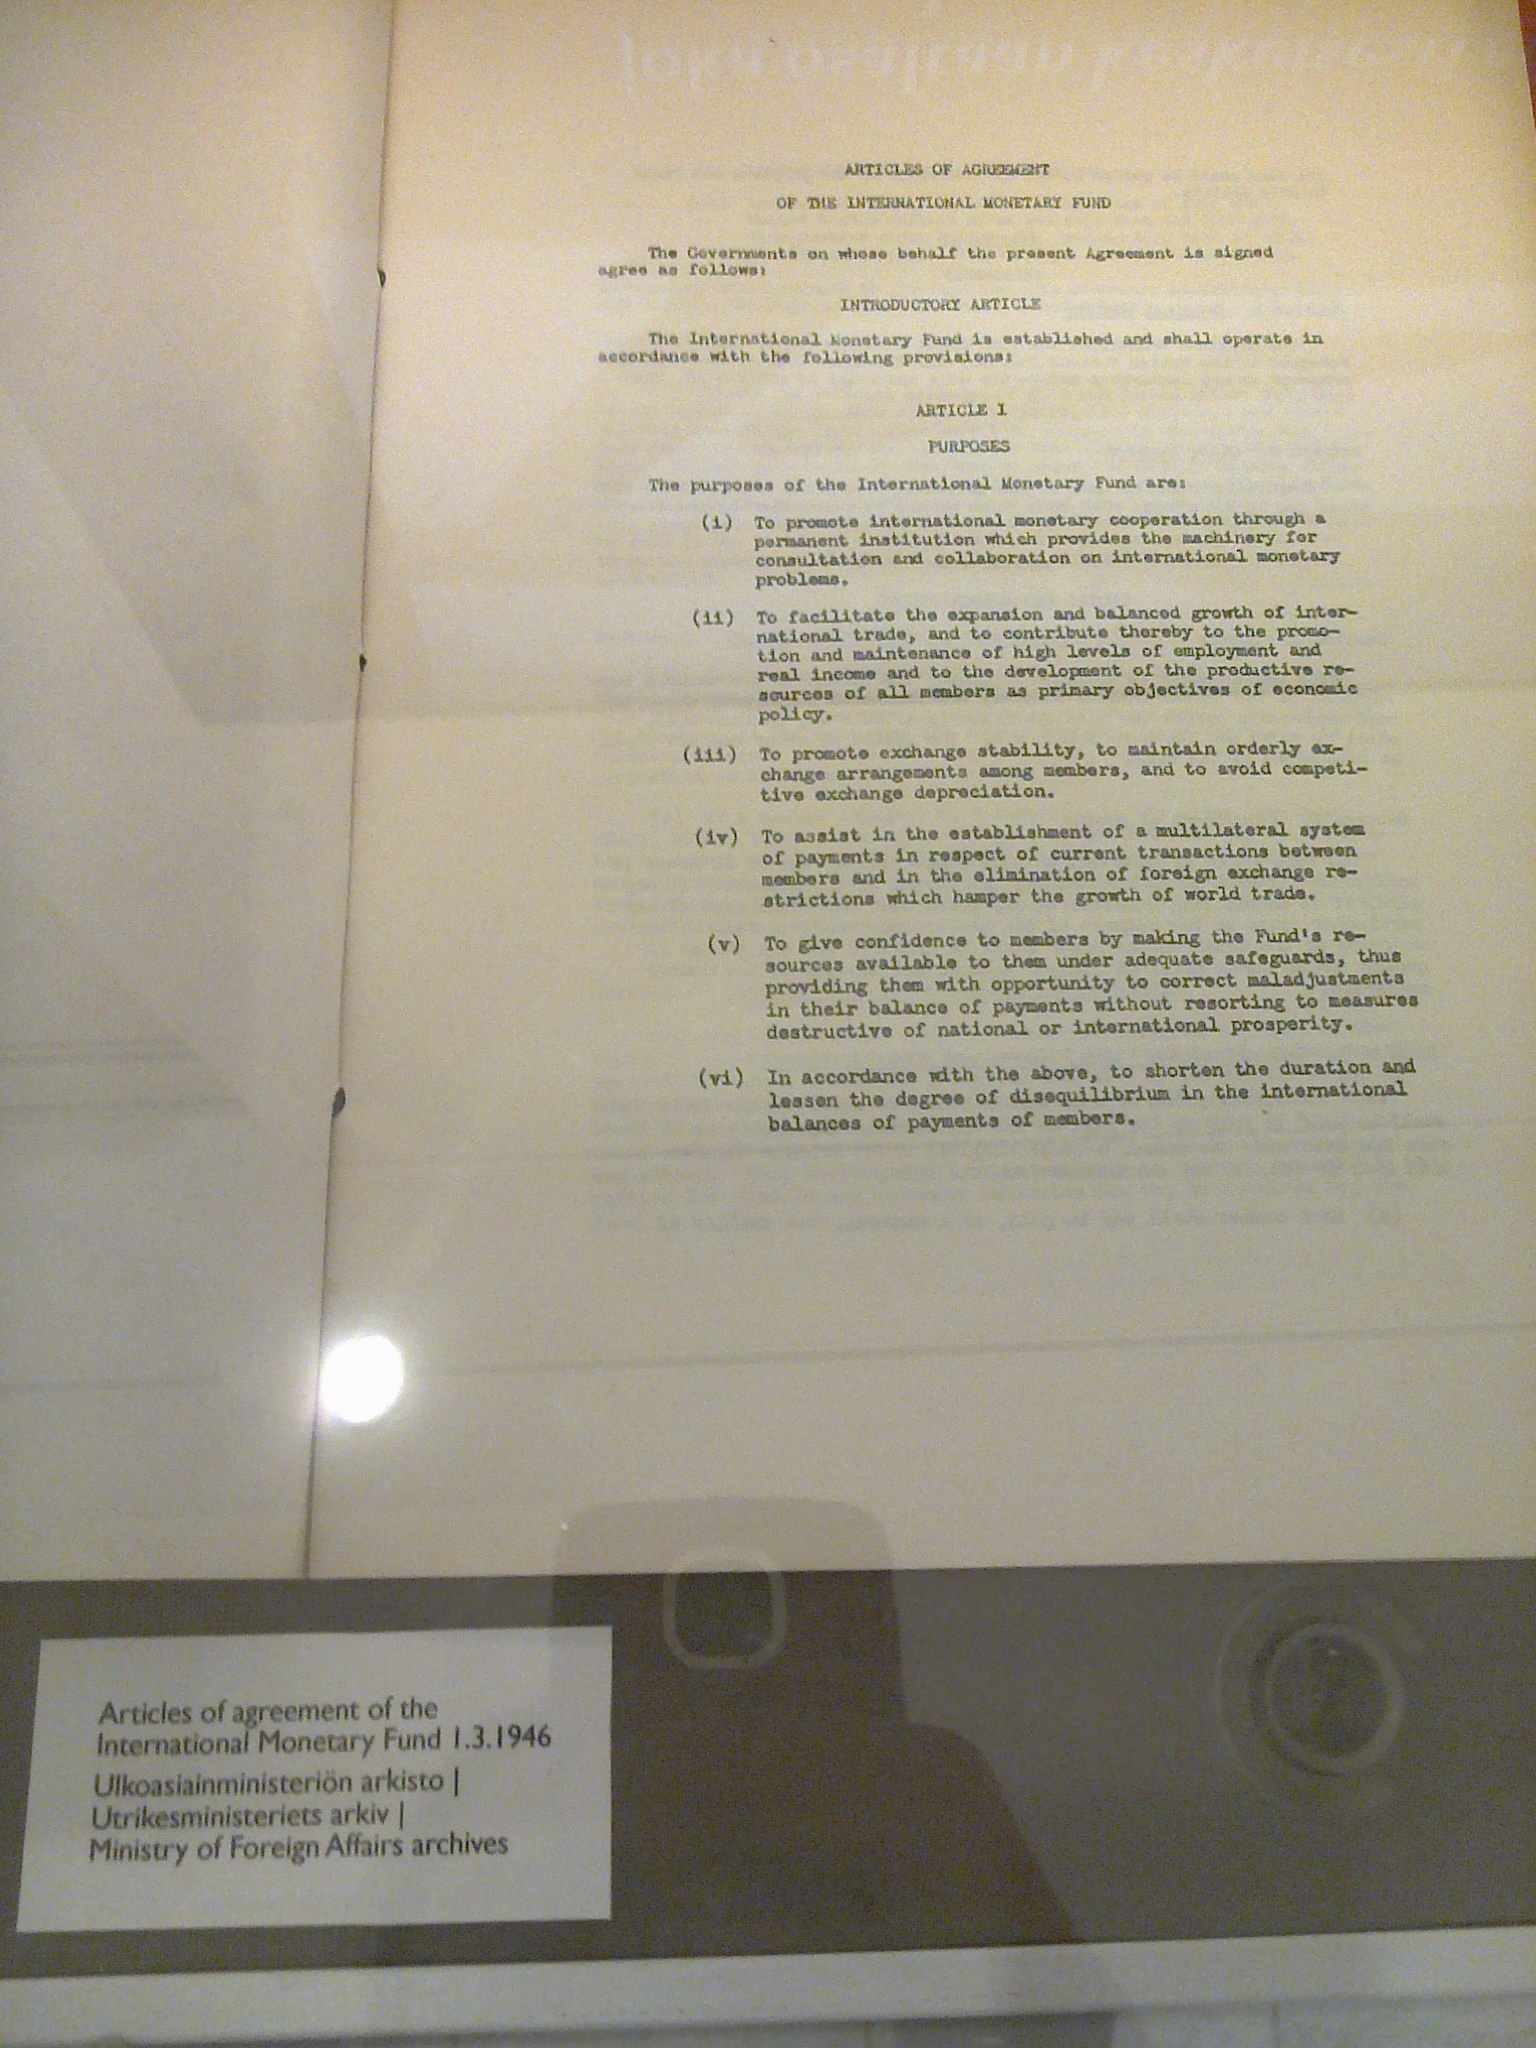 ARTICLES OF AGREEMENT
OF THE INTERNATIONAL MONETARY FUND
The Governments on whose behalf the present Agreement is signed
agree as follows:
INTRODUCTORY ARTICLE
The International Monetary Fund is established and shall operate in
accordance with the following provisions:
ARTICLE I
PURPOSES
The purposes of the International Monetary Fund are:
(i) To promote international monetary cooperation through a
permanent institution which provides the machinery for
consultation and collaboration on international monetary
problems.
(ii) To facilitate the expansion and balanced growth of inter-
national trade, and to contribute thereby to the promo-
tion and maintenance of high levels of employment and
real income and to the development of the productive re-
sources of all members as primary objectives of economic
policy.
(iii) To promote exchange stability, to maintain orderly ex-
change arrangements among members, and to avoid competi-
tive exchange depreciation.
(iv) To assist in the establishment of a multilateral system
of payments in respect of current transactions between
members and in the elimination of foreign exchange re-
strictions which hamper the growth of world trade.
(v) To give confidence to members by making the Fund's re-
sources available to them under adequate safeguards, thus
providing them with opportunity to correct maladjustments
in their balance of payments without resorting to measures
destructive of national or international prosperity.
(vi) In accordance with the above, to shorten the duration and
lessen the degree of disequilibrium in the international
balances of payments of members.
Articles of agreement of the
International Monetary Fund 1.3.1946
Ulkoasiainministeriön arkisto |
Utrikesministeriets arkiv |
Ministry of Foreign Affairs archives